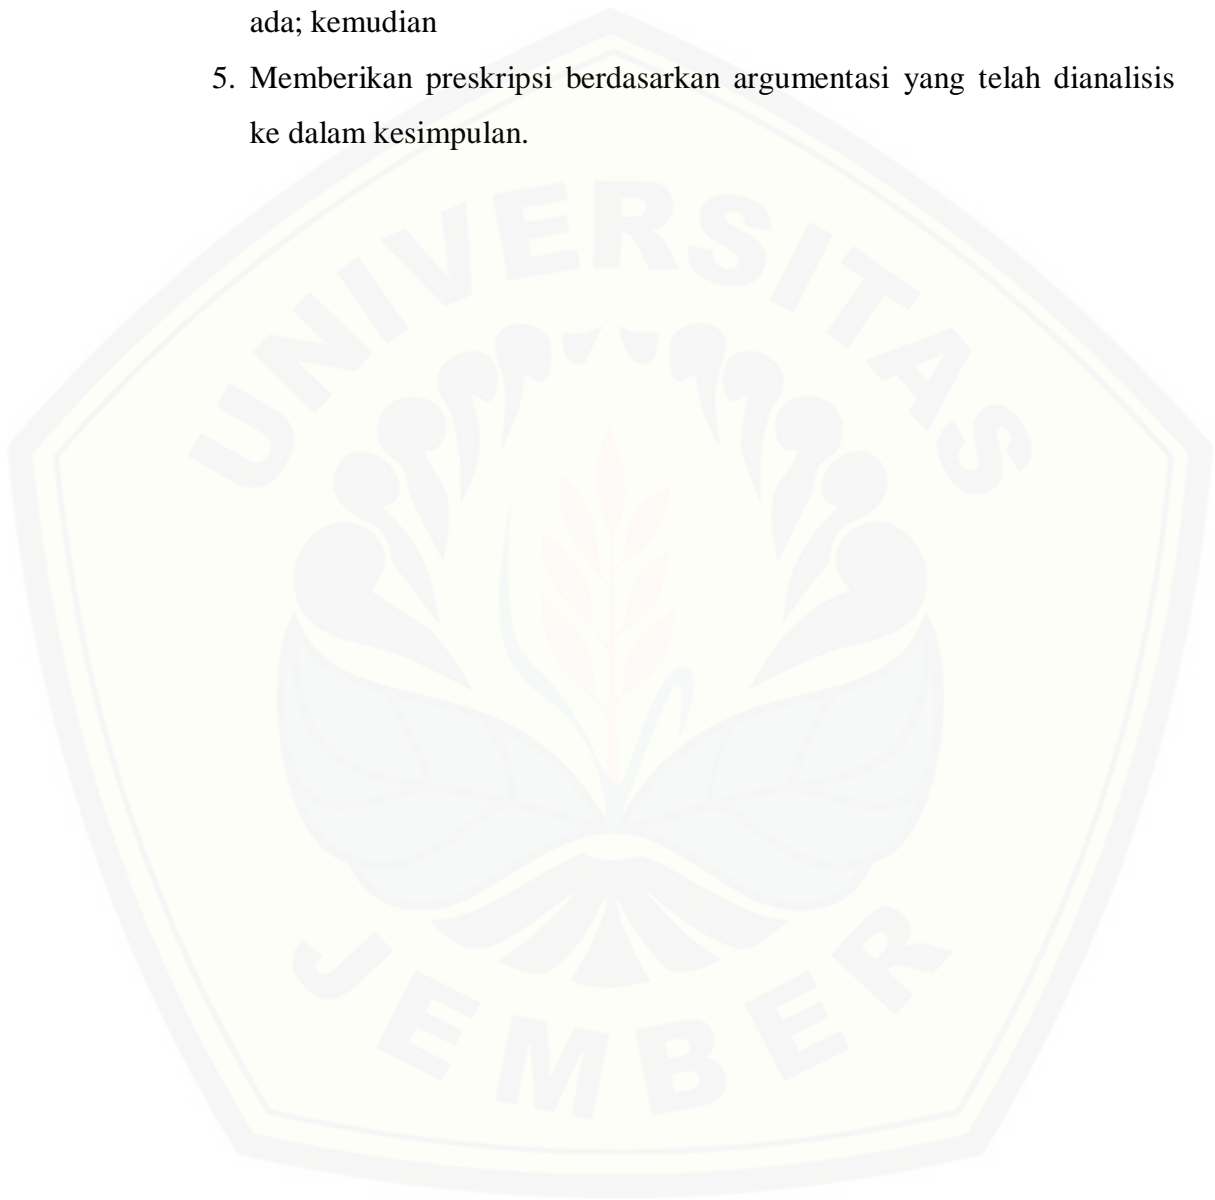 ada; kemudian
5. Memberikan preskripsi berdasarkan argumentasi yang telah dianalisis
ke dalam kesimpulan.
UNIVERSITAS
JEMBER